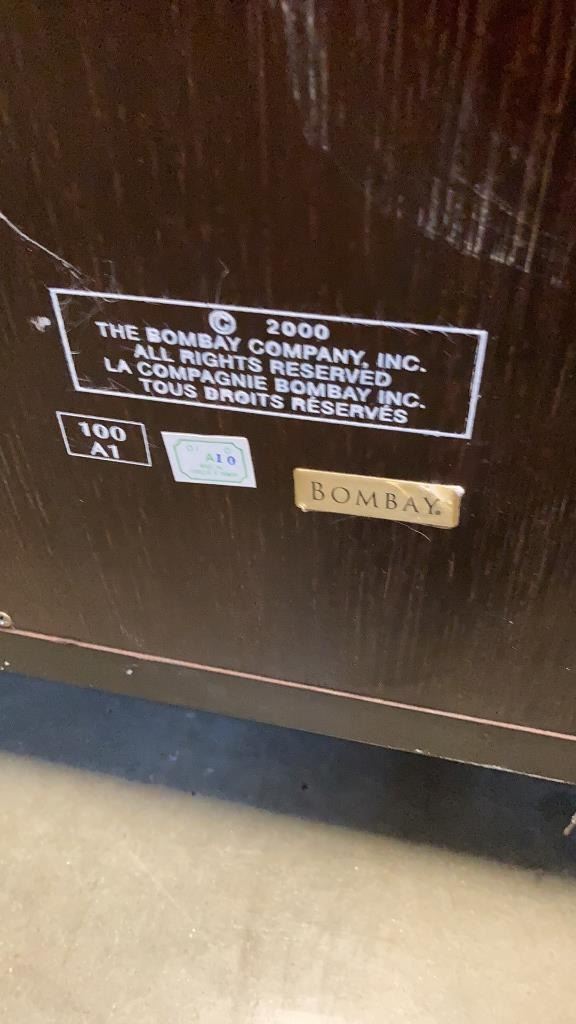 © 2000
THE BOMBAY COMPANY, INC.
ALL RIGHTS RESERVED
LA COMPAGNIE BOMBAY INC.
TOUS DROITS RÉSERVÉS
100
A1
A10
BOMBAY®